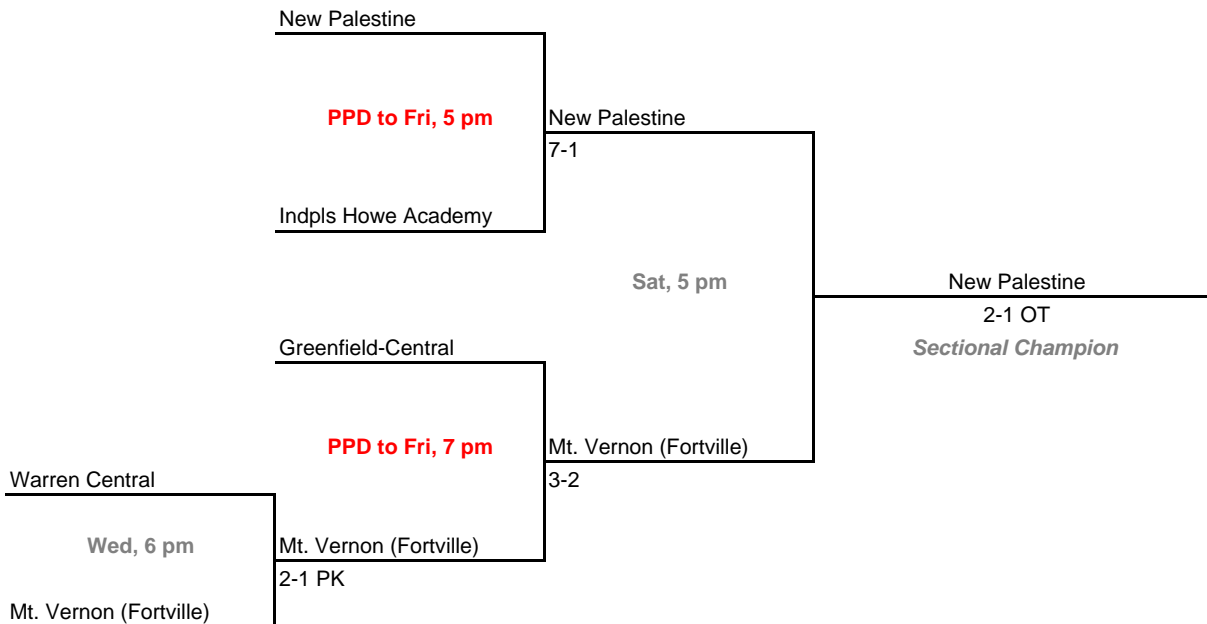 New Palestine
PPD to Fri, 5 pm
New Palestine
7-1
Indpls Howe Academy
Sat, 5 pm
New Palestine
2-1 OT
Sectional Champion
Greenfield-Central
PPD to Fri, 7 pm
Mt. Vernon (Fortville)
3-2
Warren Central
Wed, 6 pm
Mt. Vernon (Fortville)
2-1 PK
Mt. Vernon (Fortville)